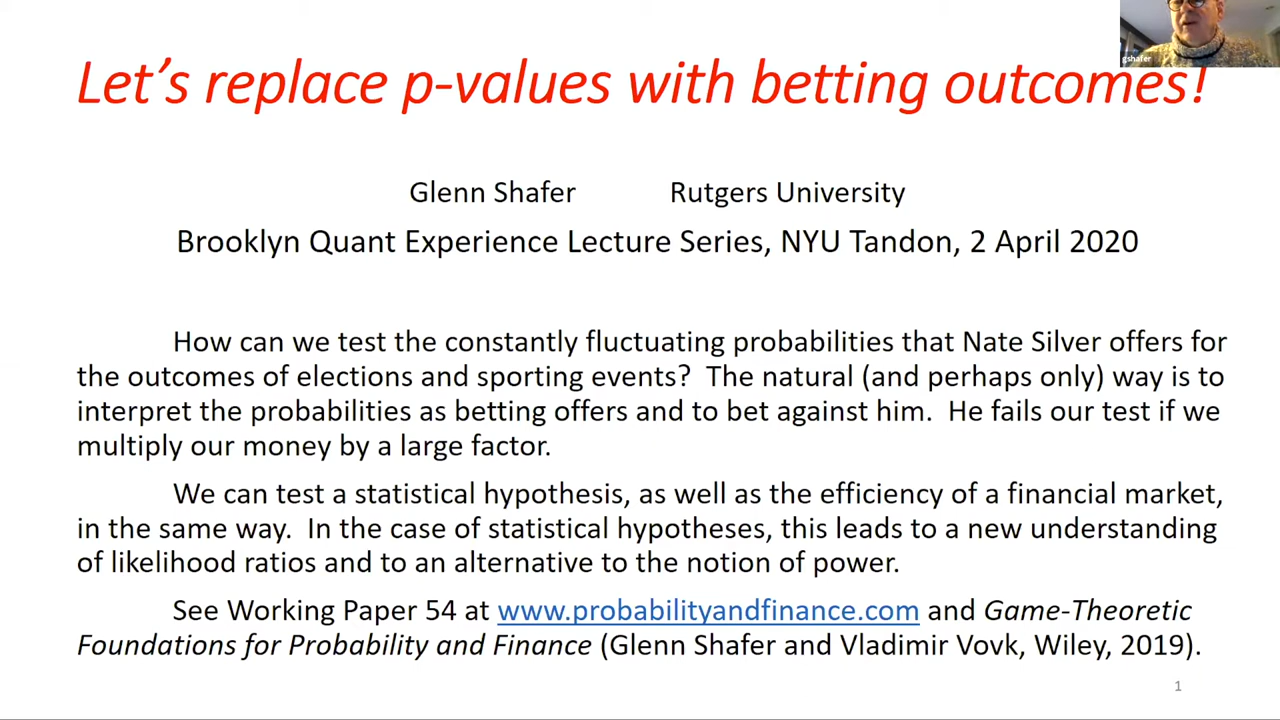 gshafer
Let's replace p-values with betting outcomes!
Glenn Shafer Rutgers University
Brooklyn Quant Experience Lecture Series, NYU Tandon, 2 April 2020
How can we test the constantly fluctuating probabilities that Nate Silver offers for
the outcomes of elections and sporting events? The natural (and perhaps only) way is to
interpret the probabilities as betting offers and to bet against him. He fails our test if we
multiply our money by a large factor.
We can test a statistical hypothesis, as well as the efficiency of a financial market,
in the same way. In the case of statistical hypotheses, this leads to a new understanding
of likelihood ratios and to an alternative to the notion of power.
See Working Paper 54 at www.probabilityandfinance.com and Game-Theoretic
Foundations for Probability and Finance (Glenn Shafer and Vladimir Vovk, Wiley, 2019).
1